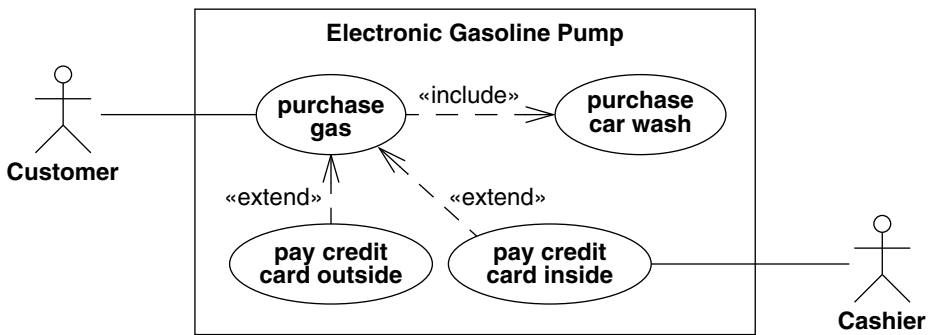 Electronic Gasoline Pump
purchase
gas
«include»
purchase
car wash
Customer
«extend»
«extend»
pay credit
card outside
pay credit
card inside
Cashier